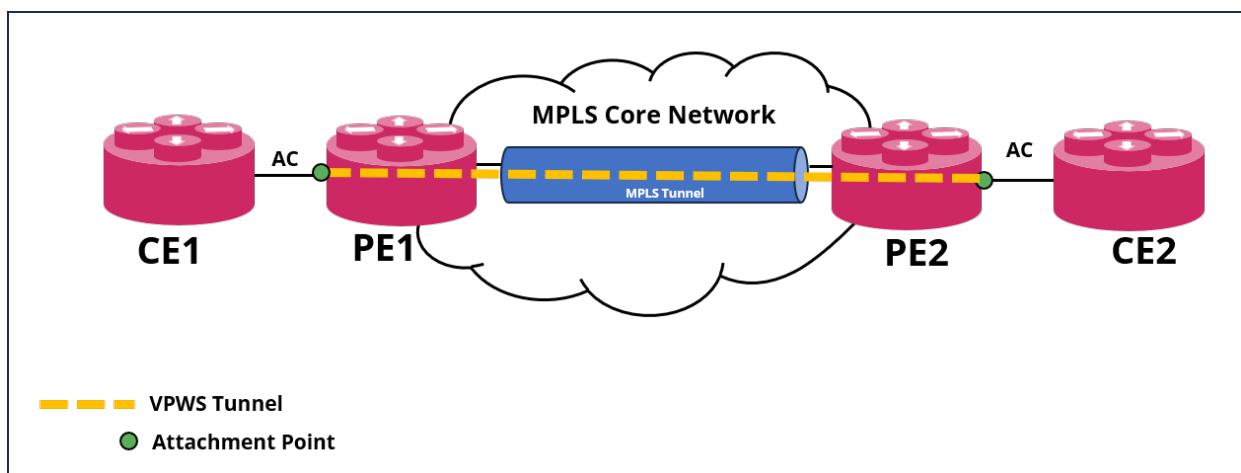 MPLS Core Network
AC
AC
MPLS Tunnel
CE1
PE1
PE2
CE2
VPWS Tunnel
Attachment Point